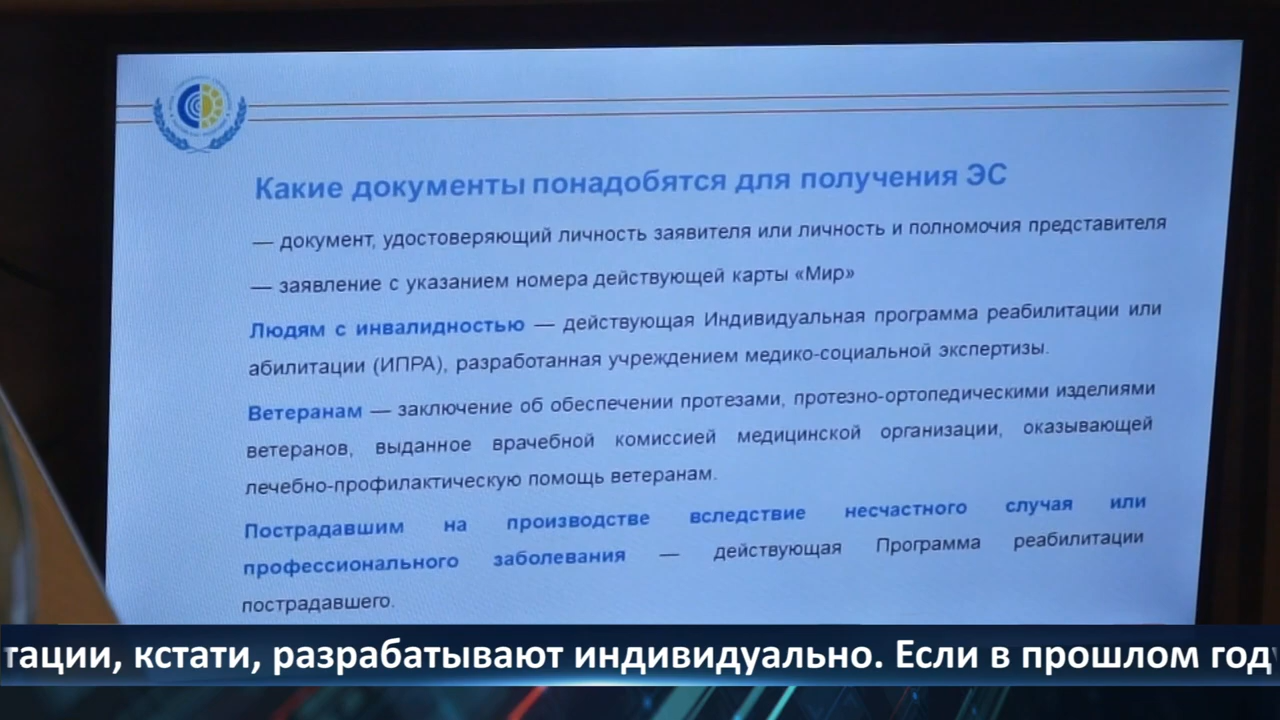 Какие документы понадобятся для получения ЭС
— документ, удостоверяющий личность заявителя или личность и полномочия представителя
— заявление с указанием номера действующей карты «Мир»
Людям с инвалидностью — действующая Индивидуальная программа реабилитации или
абилитации (ИПРА), разработанная учреждением медико-социальной экспертизы.
Ветеранам — заключение об обеспечении протезами, протезно-ортопедическими изделиями
ветеранов, выданное врачебной комиссией медицинской организации, оказывающей
лечебно-профилактическую помощь ветеранам.
Пострадавшим на производстве вследствие несчастного случая или
профессионального заболевания — действующая Программа реабилитации
пострадавшего.
тации, кстати, разрабатывают индивидуально. Если в прошлом год